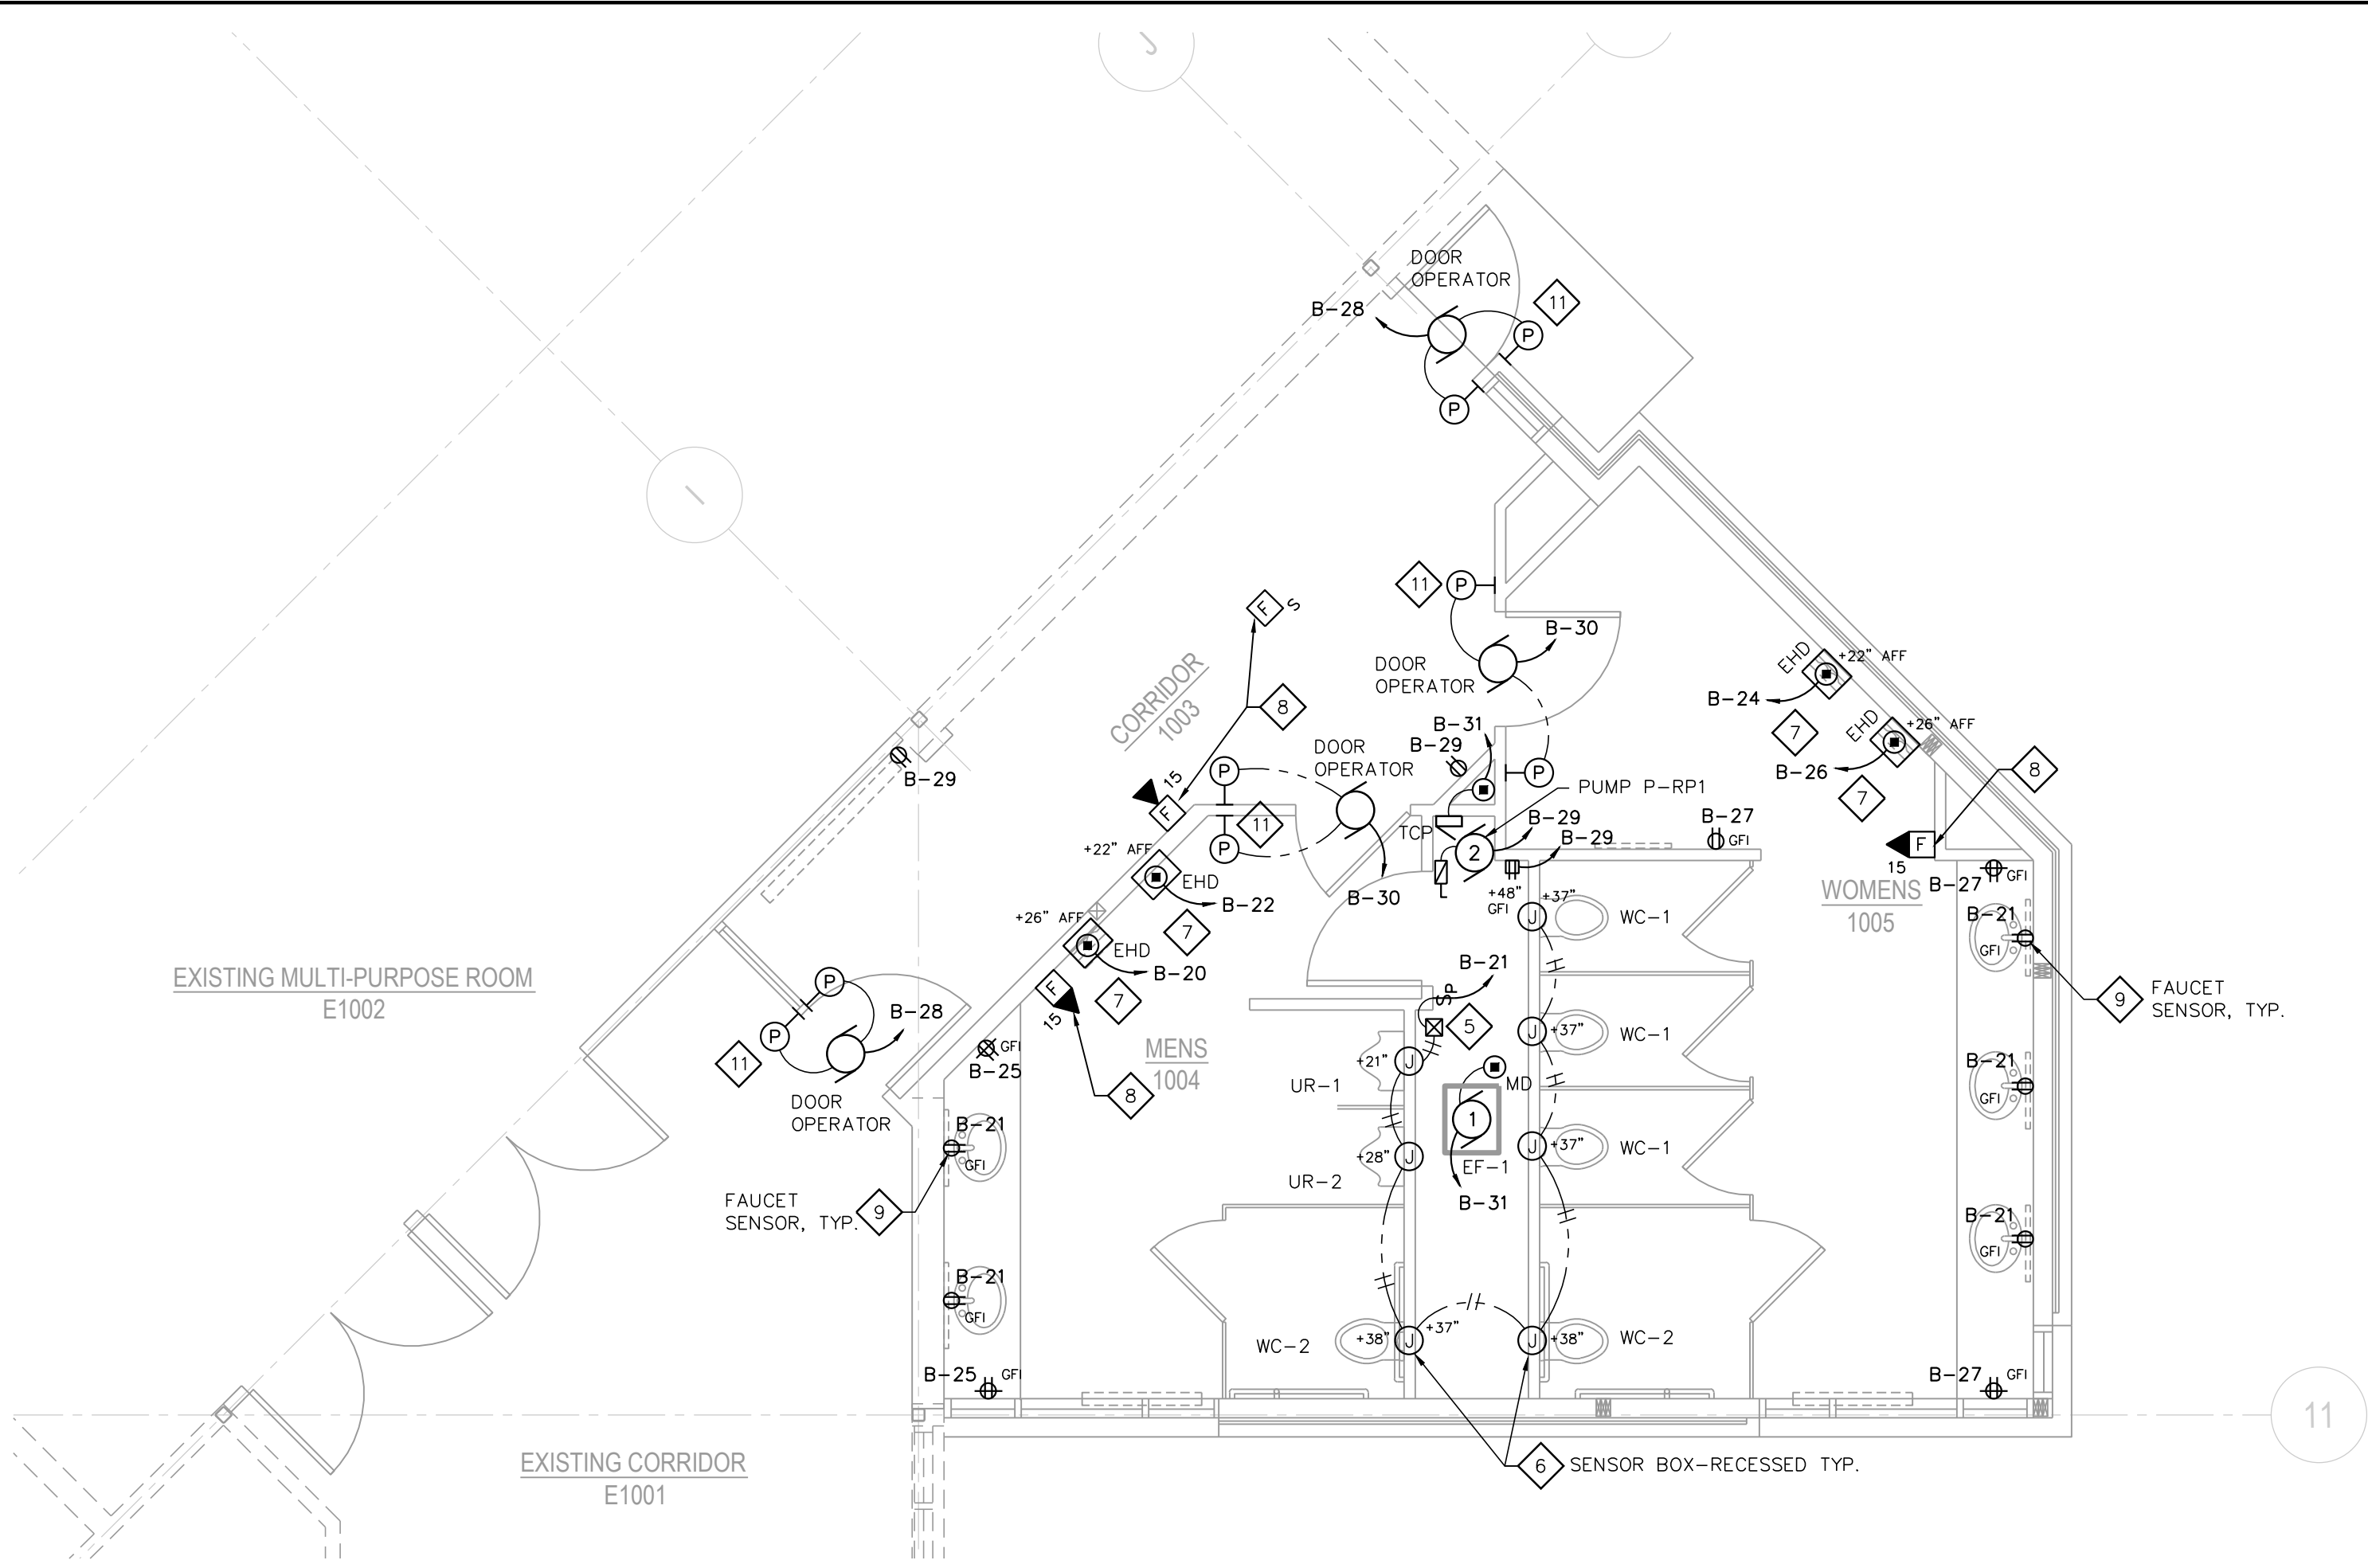 J
DOOR
OPERATOR
11
B-28
P
P
I
11
P
F
S
B-30
DOOR
OPERATOR
EHD
+22" AFF
B-24
CORRIDOR
1003
8
7
EHD
+26" AFF
B-31
B-29
B-26
7
8
DOOR
OPERATOR
P
PUMP P-RP1
B-29
15
P
F
11
TCP
B-29
B-29
B-27
GFI
F
15
+22" AFF
P
2
EHD
B-22
B-30
L
+48"
GFI
+37"
J
WC-1
WOMENS
1005
B-27
GFI
B-21
GFI
+26" AFF
7
EHD
B-20
B-21
EXISTING MULTI-PURPOSE ROOM
E1002
P
F
15
7
SP
5
J
+37"
WC-1
9
FAUCET
SENSOR, TYP.
B-28
P
11
GFI
B-25
MENS
1004
8
+21"
J
UR-1
MD
B-21
GFI
DOOR
OPERATOR
B-21
GFI
1
J
+37"
WC-1
+28"
J
UR-2
EF-1
B-31
FAUCET
SENSOR, TYP.
9
B-21
GFI
B-21
GFI
WC-2
+38"
J
+37"
J
+38"
WC-2
B-25
GFI
B-27
GFI
11
EXISTING CORRIDOR
E1001
6
SENSOR BOX-RECESSED TYP.